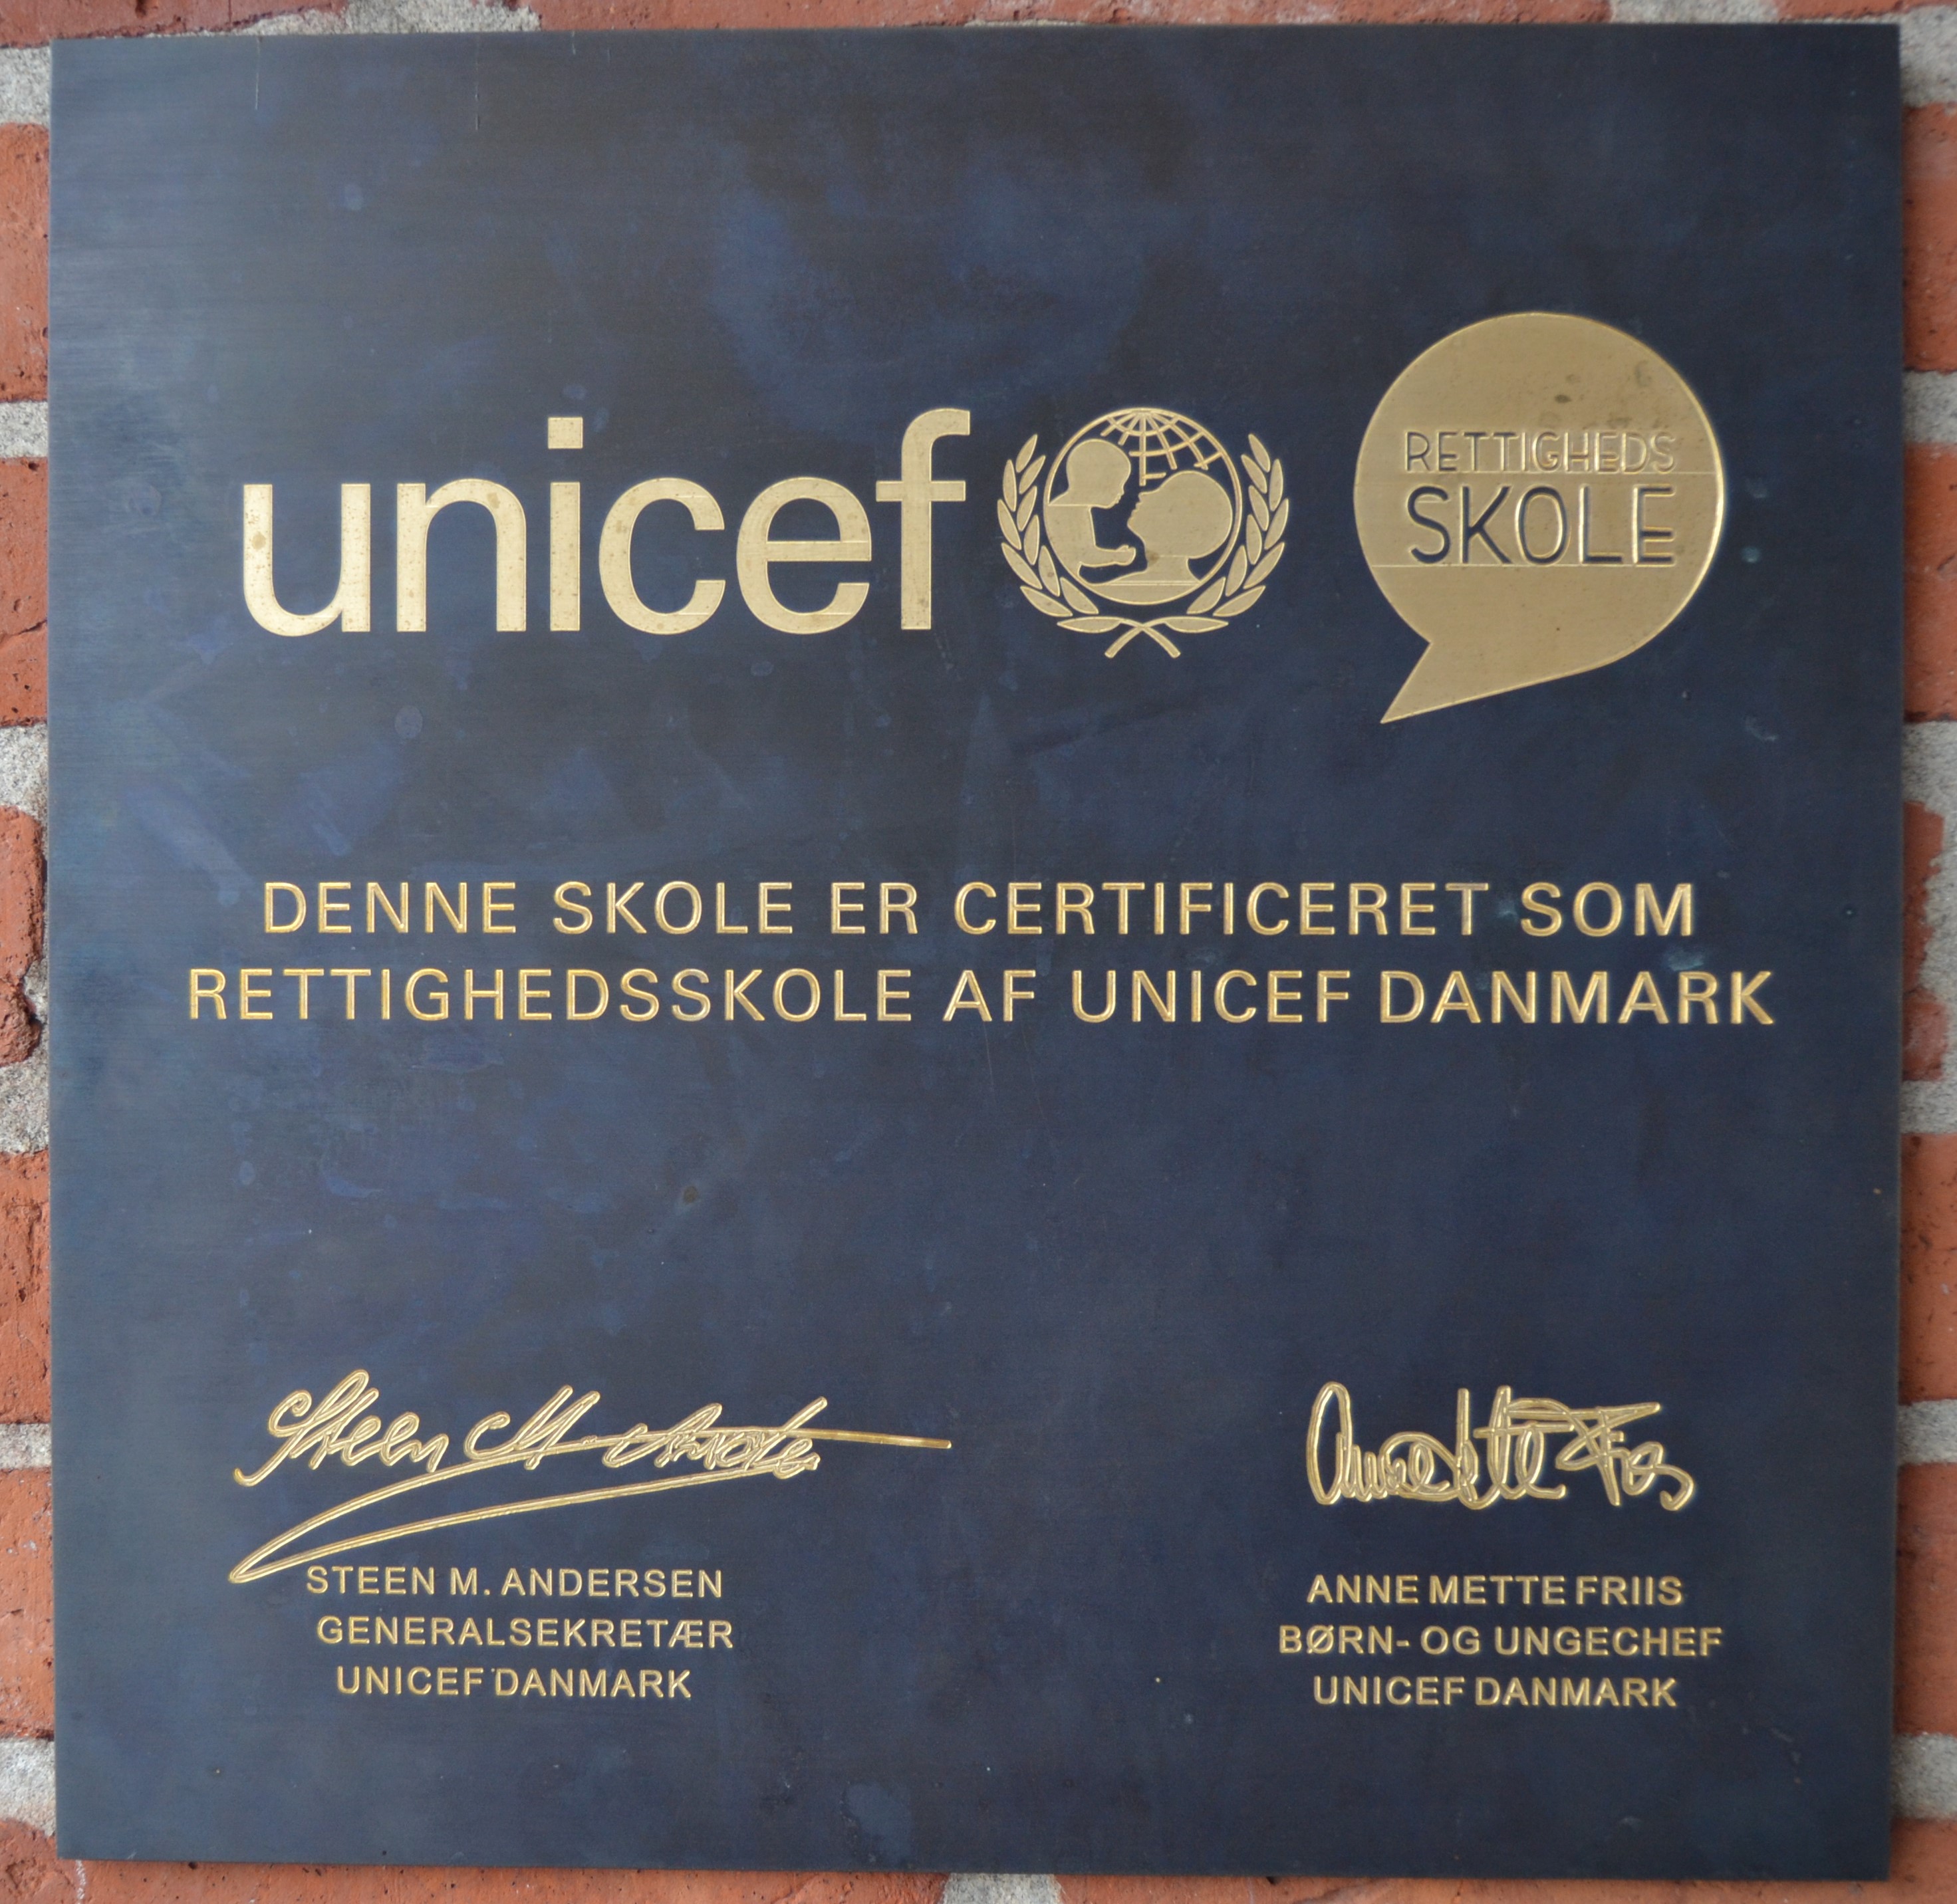 unicef
RETTIGHEDS
SKOLE
DENNE SKOLE ER CERTIFICERET SOM
RETTIGHEDSSKOLE AF UNICEF DANMARK
STEEN M. ANDERSEN
GENERALSEKRETÆR
UNICEF DANMARK
ANNE METTE FRIIS
BØRN- OG UNGECHEF
UNICEF DANMARK